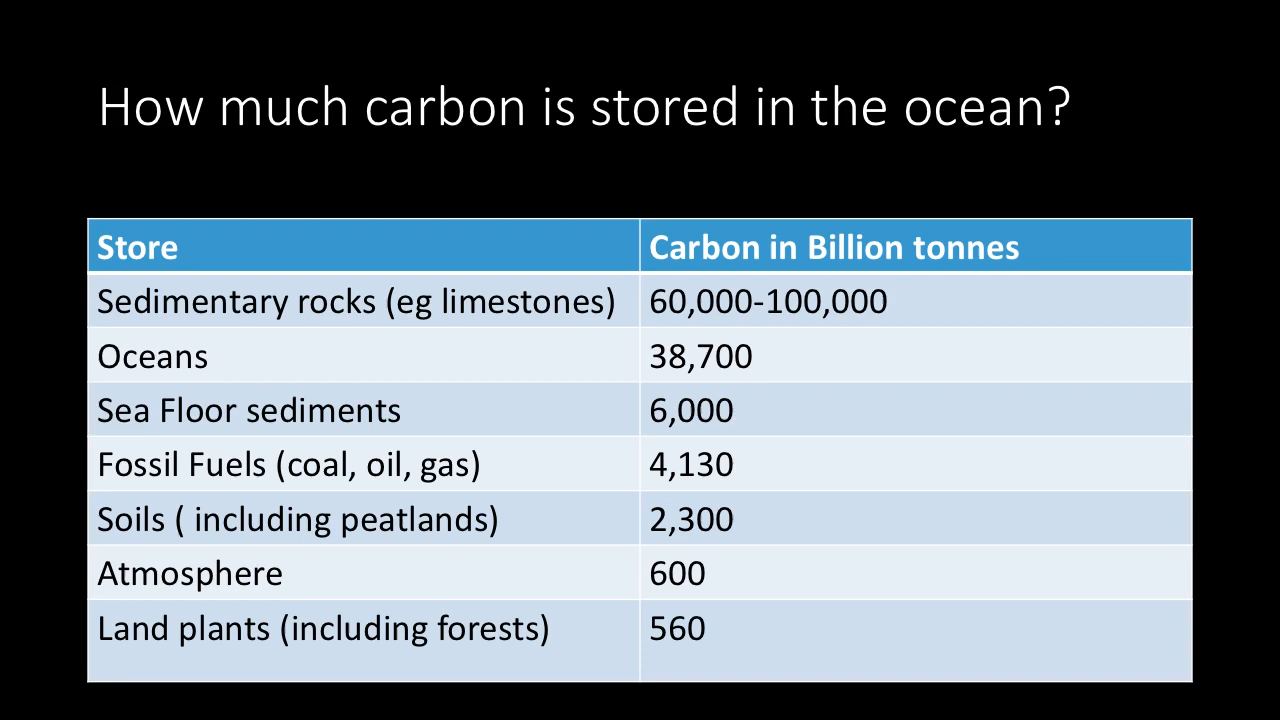 How much carbon is stored in the ocean?
Store Carbon in Billion tonnes
Sedimentary rocks (eg limestones) 60,000-100,000
Oceans 38,700
Sea Floor sediments 6,000
Fossil Fuels (coal, oil, gas) 4,130
Soils ( including peatlands) 2,300
Atmosphere 600
Land plants (including forests) 560